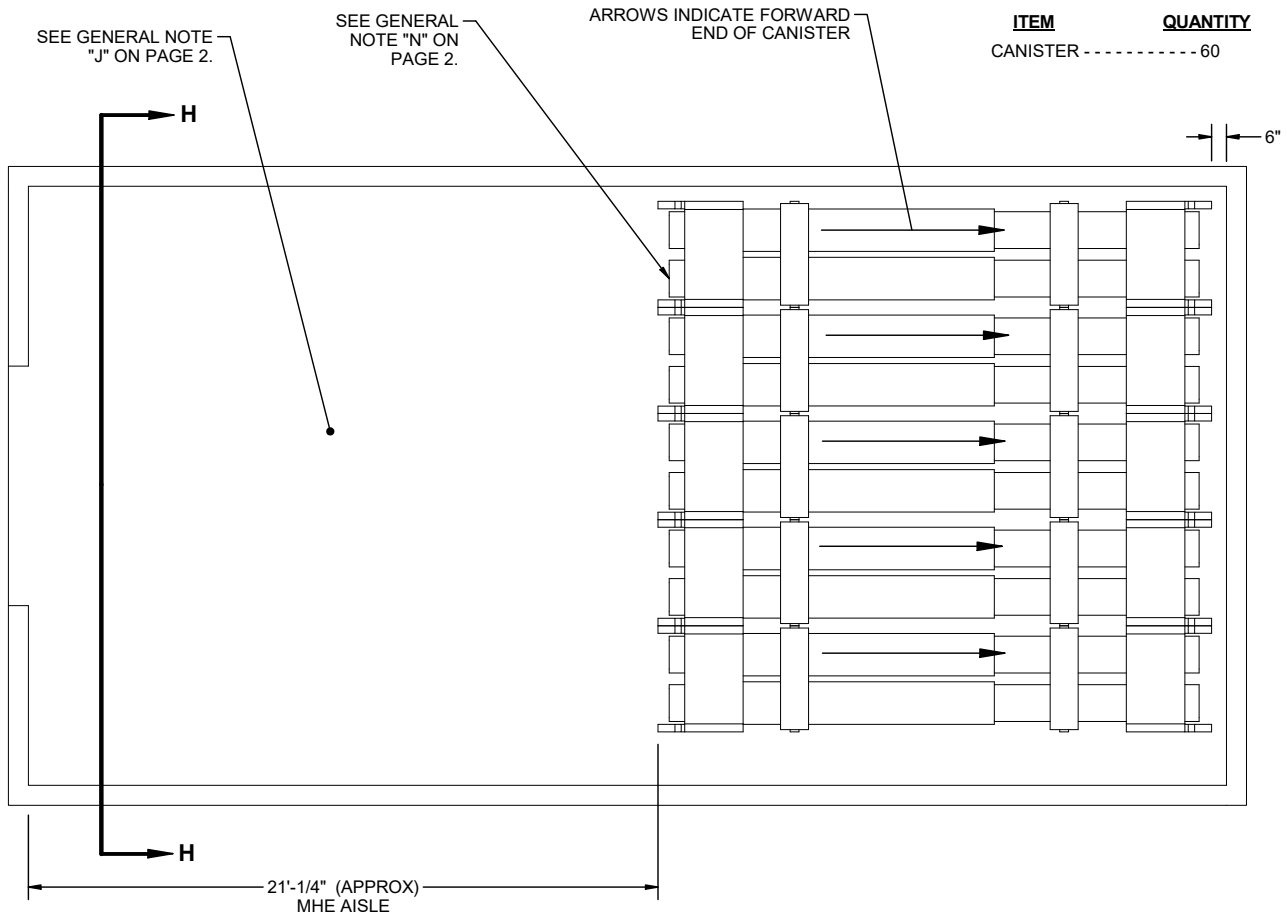 SEE GENERAL NOTE
"J" ON PAGE 2.
SEE GENERAL
NOTE "N" ON
PAGE 2.
ARROWS INDICATE FORWARD
END OF CANISTER
ITEM QUANTITY
CANISTER - - - - - - - - - - - 60
H
6"
H
21'-1/4" (APPROX)
MHE AISLE